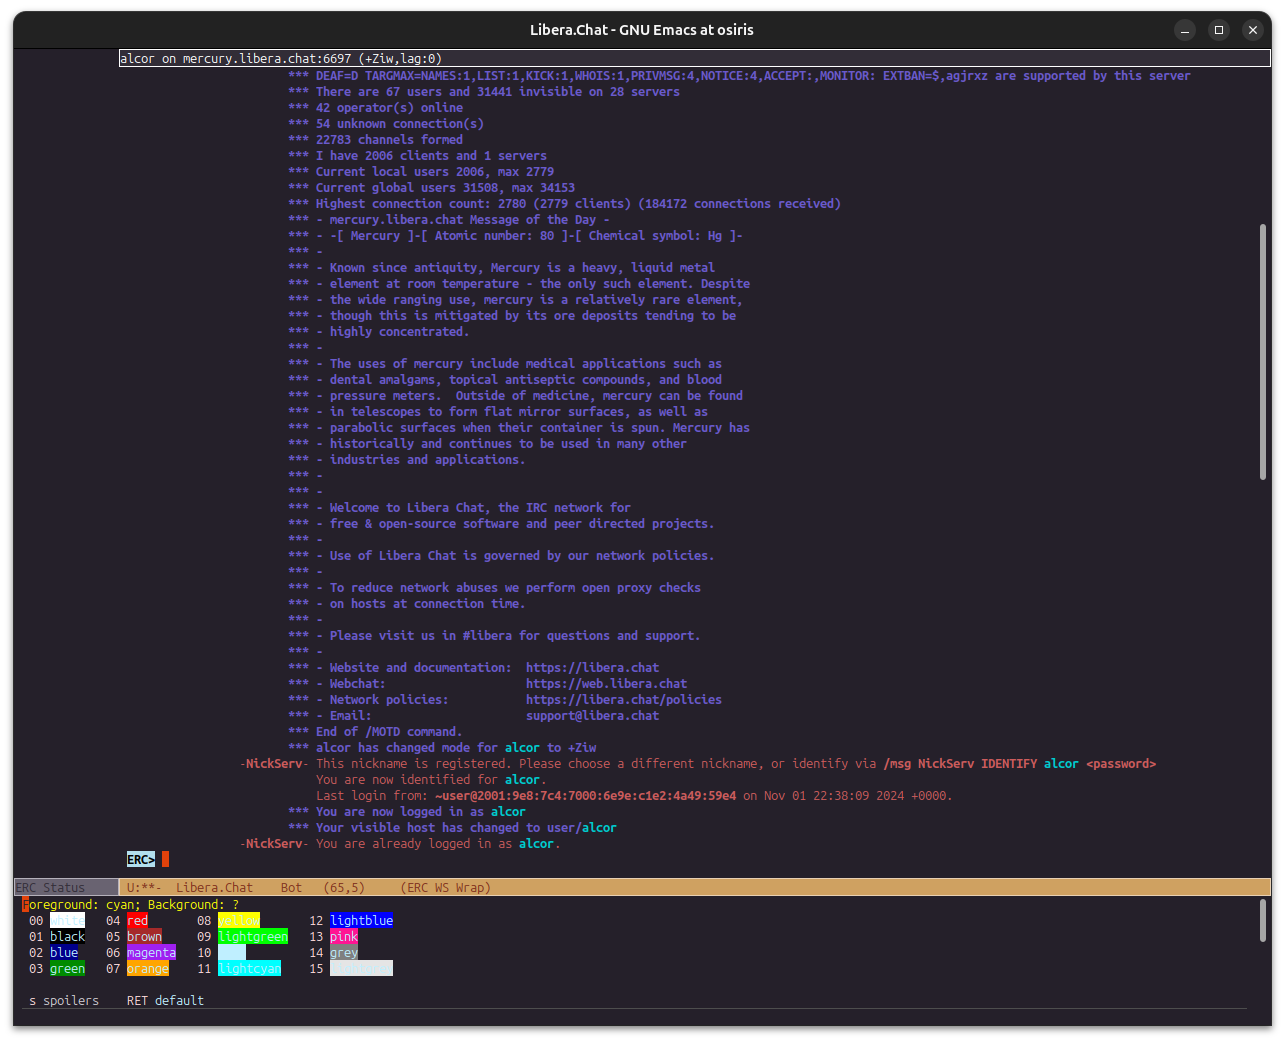 Libera.Chat - GNU Emacs at osiris
alcor on mercury.libera.chat:6697 (+Ziw,lag:0)
*** DEAF=D TARGMAX=NAMES:1,LIST:1,KICK:1,WHOIS:1,PRIVMSG:4,NOTICE:4,ACCEPT:,MONITOR: EXTBAN=$,agjrxz are supported by this server
*** There are 67 users and 31441 invisible on 28 servers
*** 42 operator(s) online
*** 54 unknown connection(s)
*** 22783 channels formed
*** I have 2006 clients and 1 servers
*** Current local users 2006, max 2779
*** Current global users 31508, max 34153
*** Highest connection count: 2780 (2779 clients) (184172 connections received)
*** - mercury.libera.chat Message of the Day -
*** - -[ Mercury ]-[ Atomic number: 80 ]-[ Chemical symbol: Hg ]-
*** -
*** - Known since antiquity, Mercury is a heavy, liquid metal
*** - element at room temperature - the only such element. Despite
*** - the wide ranging use, mercury is a relatively rare element,
*** - though this is mitigated by its ore deposits tending to be
*** - highly concentrated.
*** -
*** - The uses of mercury include medical applications such as
*** - dental amalgams, topical antiseptic compounds, and blood
*** - pressure meters.  Outside of medicine, mercury can be found
*** - in telescopes to form flat mirror surfaces, as well as
*** - parabolic surfaces when their container is spun. Mercury has
*** - historically and continues to be used in many other
*** - industries and applications.
*** -
*** -
*** - Welcome to Libera Chat, the IRC network for
*** - free & open-source software and peer directed projects.
*** -
*** - Use of Libera Chat is governed by our network policies.
*** -
*** - To reduce network abuses we perform open proxy checks
*** - on hosts at connection time.
*** -
*** - Please visit us in #libera for questions and support.
*** -
*** - Website and documentation:  https://libera.chat
*** - Webchat:                    https://web.libera.chat
*** - Network policies:           https://libera.chat/policies
*** - Email:                      support@libera.chat
*** End of /MOTD command.
*** alcor has changed mode for alcor to +Ziw
-NickServ- This nickname is registered. Please choose a different nickname, or identify via /msg NickServ IDENTIFY alcor <password>
You are now identified for alcor.
Last login from: ~user@2001:9e8:7c4:7000:6e9e:c1e2:4a49:59e4 on Nov 01 22:38:09 2024 +0000.
*** You are now logged in as alcor
*** Your visible host has changed to user/alcor
-NickServ- You are already logged in as alcor.
ERC>
ERC Status U:**-  Libera.Chat    Bot   (65,5)     (ERC WS Wrap)
Foreground: cyan; Background: ?
00 white 04 red 08 yellow 12 lightblue
01 black 05 brown 09 lightgreen 13 pink
02 blue 06 magenta 10 14 grey
03 green 07 orange 11 lightcyan 15
s spoilers RET default